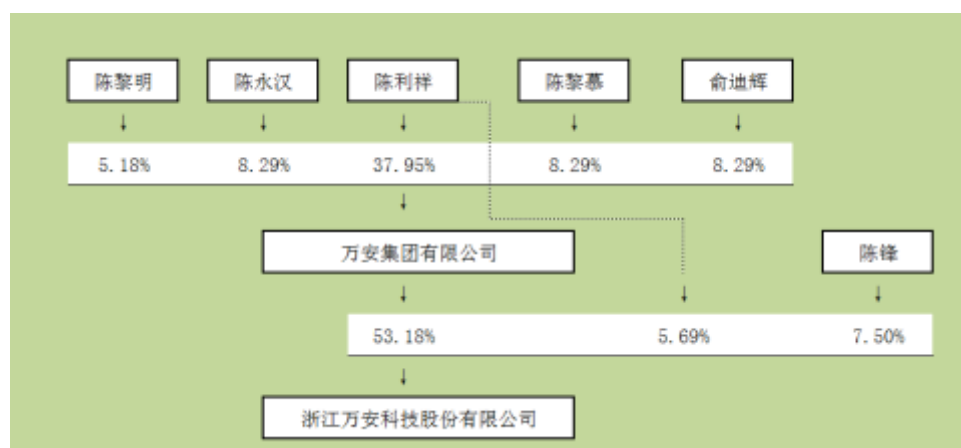 陈黎明 陈永汉 陈利祥 陈黎慕 俞迪辉
↓ ↓ ↓ ↓ ↓
5.18% 8.29% 37.95% 8.29% 8.29%
↓
万安集团有限公司 陈锋
↓ ↓ ↓
53.18% 5.69% 7.50%
↓
浙江万安科技股份有限公司